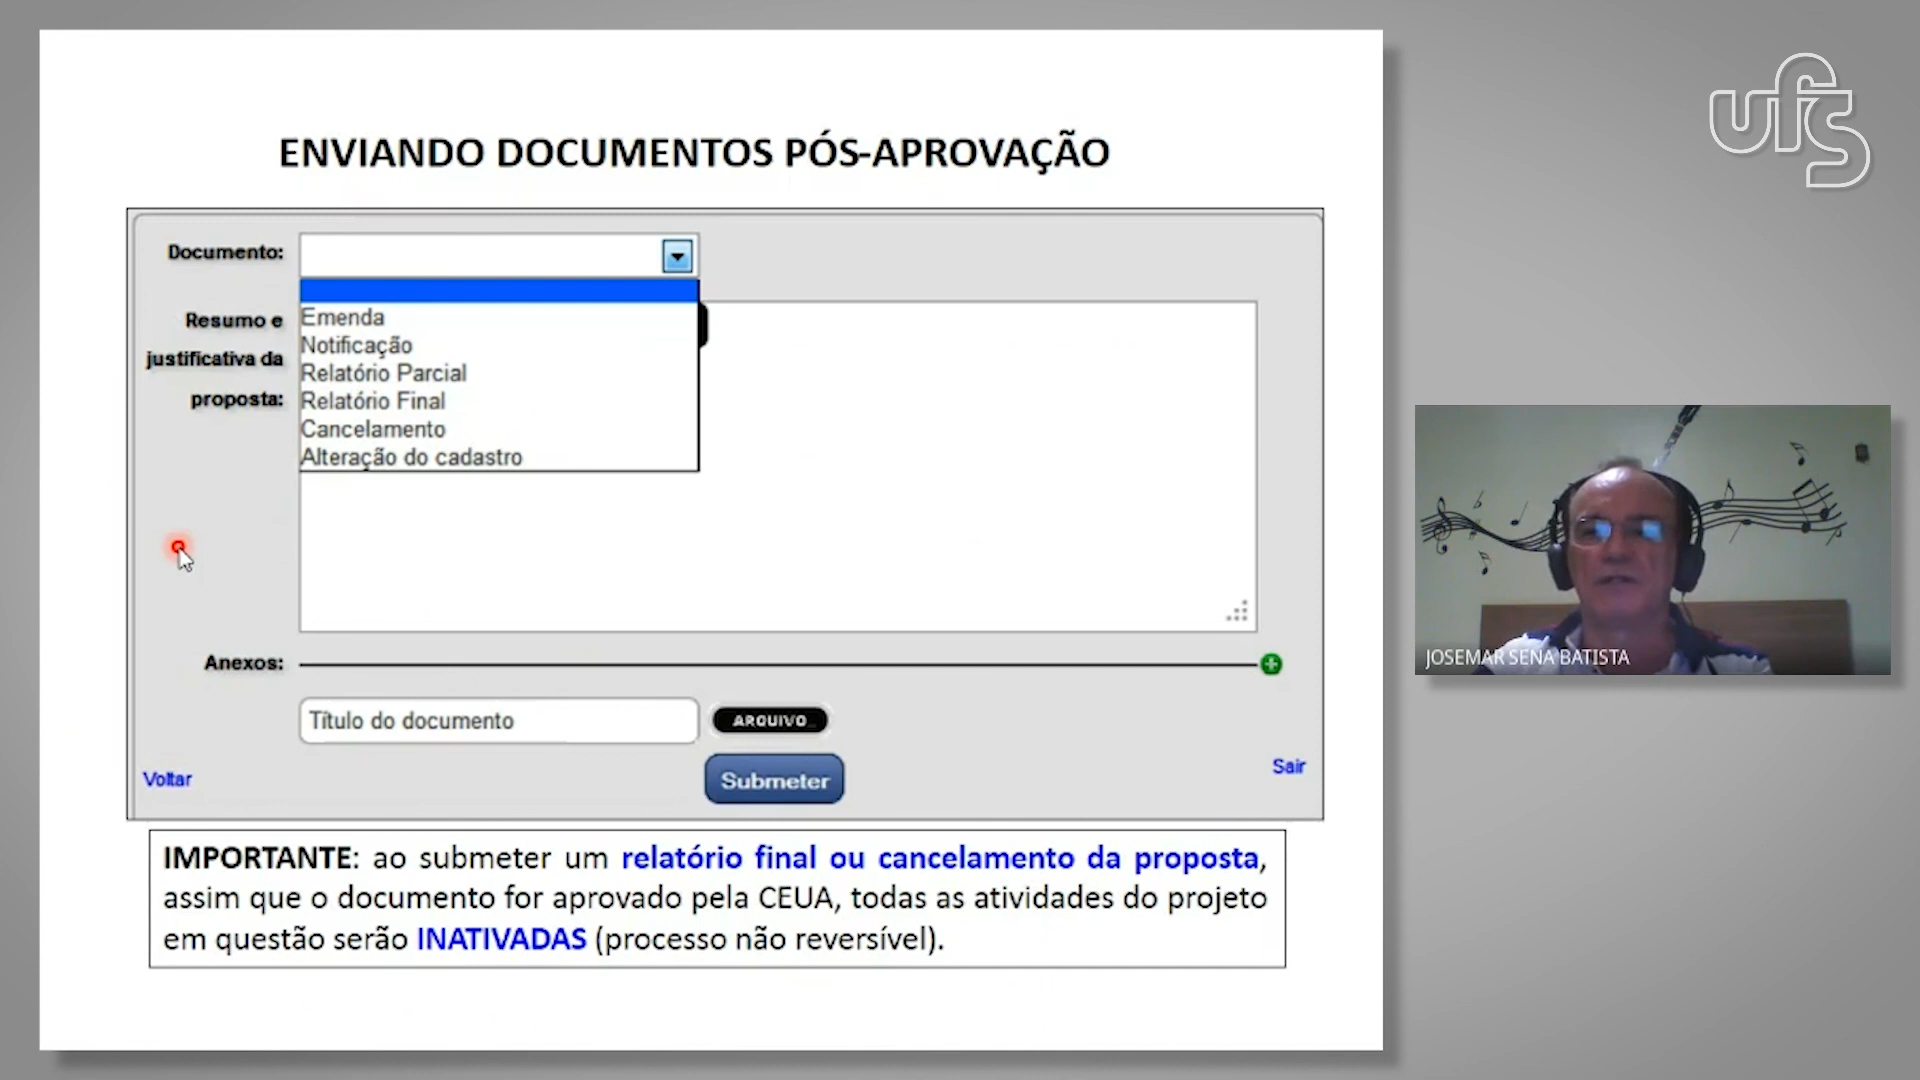 ufs
ENVIANDO DOCUMENTOS PÓS-APROVAÇÃO
Documento:
Emenda
Notificação
Relatório Parcial
Relatório Final
Cancelamento
Alteração do cadastro
Resumo e
justificativa da
proposta:
Anexos:
Título do documento
ARQUIVO...
Submeter
Voltar
Sair
IMPORTANTE: ao submeter um relatório final ou cancelamento da proposta,
assim que o documento for aprovado pela CEUA, todas as atividades do projeto
em questão serão INATIVADAS (processo não reversível).
JOSEMAR SENA BATISTA